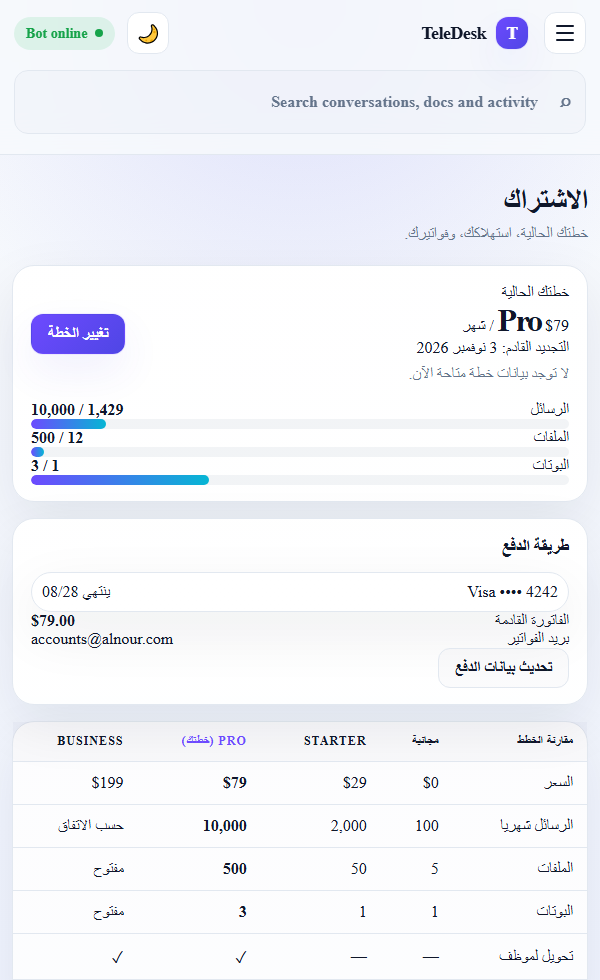 TeleDesk T
Bot online
Search conversations, docs and activity
الاشتراك
خطتك الحالية، استهلاكك، وفواتيرك.
خطتك الحالية
Pro $79 / شهر
التجديد القادم: 3 نوفمبر 2026
لا توجد بيانات خطة متاحة الآن.
تغيير الخطة
الرسائل 1,429 / 10,000
الملفات 12 / 500
البوتات 1 / 3
طريقة الدفع
Visa •••• 4242 ينتهي 08/28
الفاتورة القادمة $79.00
بريد الفواتير accounts@alnour.com
تحديث بيانات الدفع
مقارنة الخطط مجانية STARTER PRO (خطتك) BUSINESS
السعر $0 $29 $79 $199
الرسائل شهريا 100 2,000 10,000 حسب الاتفاق
الملفات 5 50 500 مفتوح
البوتات 1 1 3 مفتوح
تحويل لموظف — — ✓ ✓